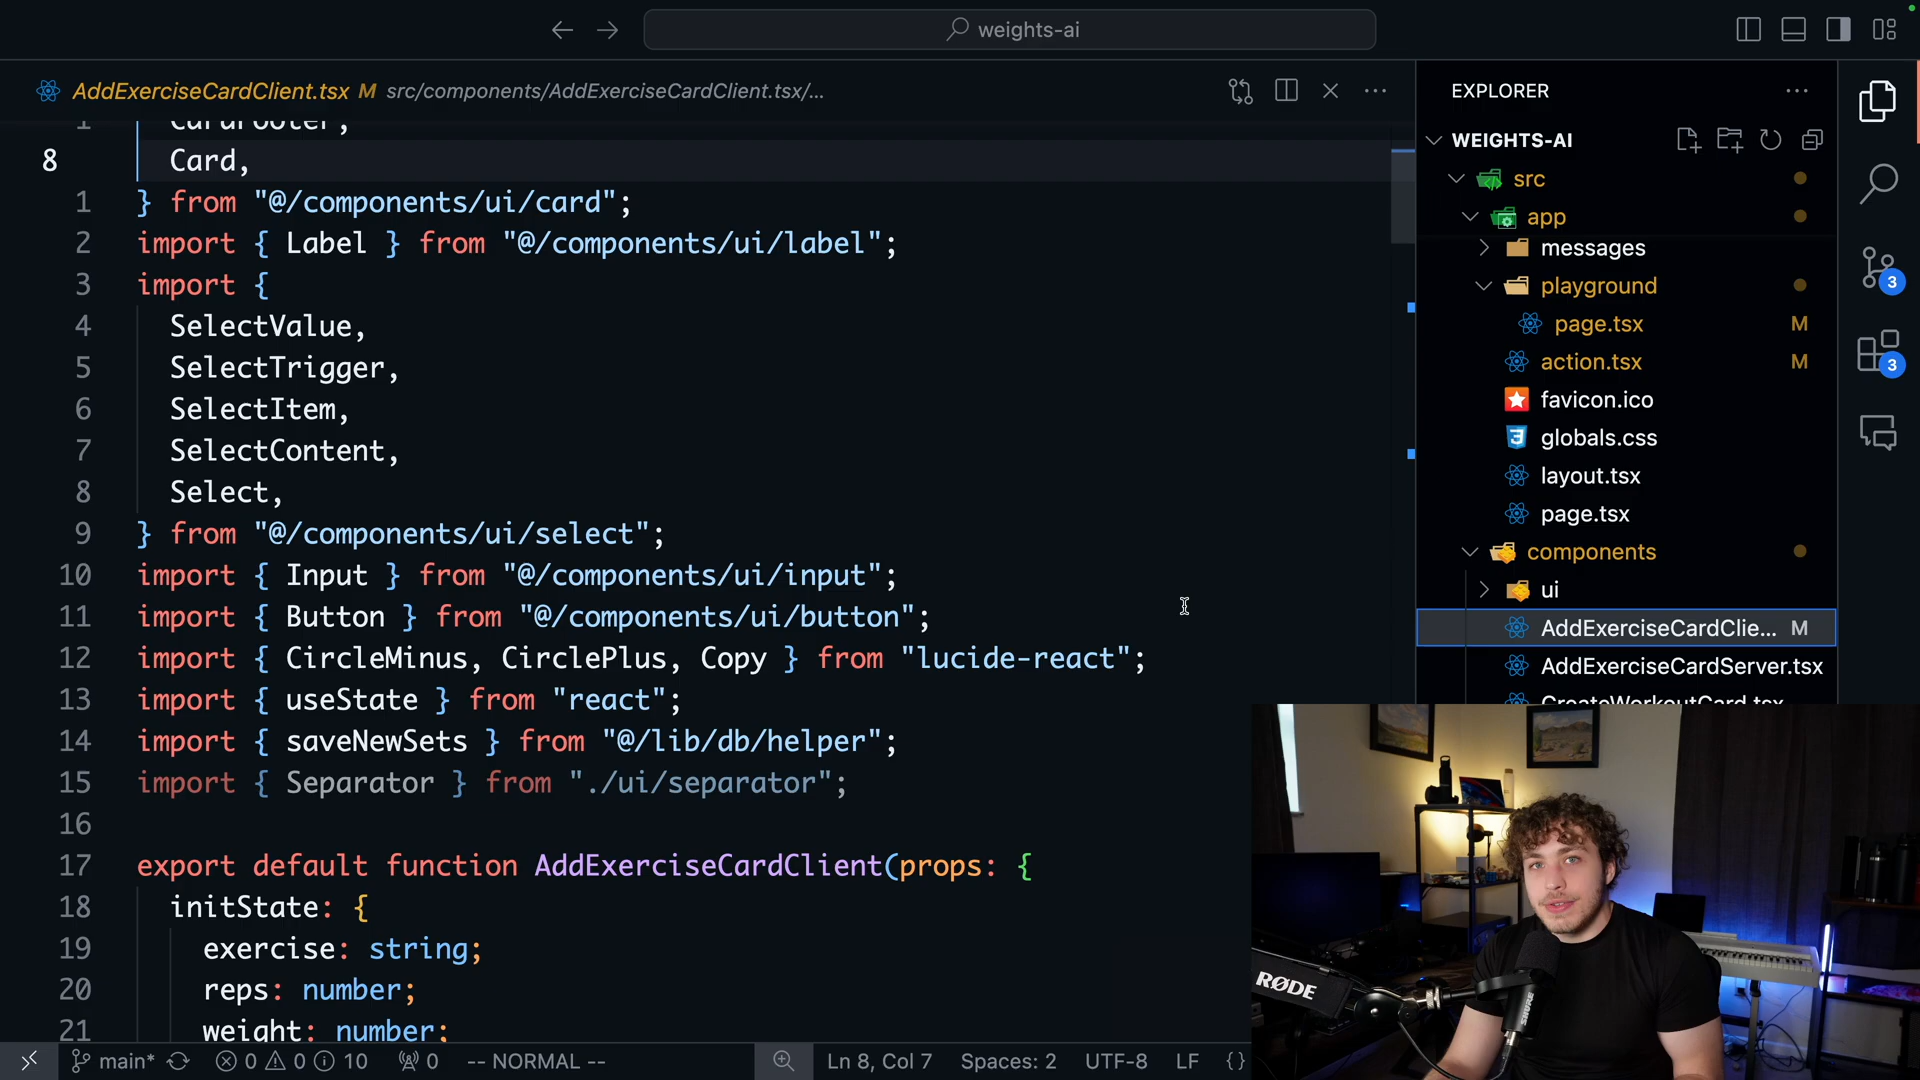 weights-ai
AddExerciseCardClient.tsx M src/components/AddExerciseCardClient.tsx/...
1 CardFooter,
8 Card,
1 } from "@/components/ui/card";
2 import { Label } from "@/components/ui/label";
3 import {
4 SelectValue,
5 SelectTrigger,
6 SelectItem,
7 SelectContent,
8 Select,
9 } from "@/components/ui/select";
10 import { Input } from "@/components/ui/input";
11 import { Button } from "@/components/ui/button";
12 import { CircleMinus, CirclePlus, Copy } from "lucide-react";
13 import { useState } from "react";
14 import { saveNewSets } from "@/lib/db/helper";
15 import { Separator } from "./ui/separator";
16
17 export default function AddExerciseCardClient(props: {
18 initState: {
19 exercise: string;
20 reps: number;
21 weight: number;
main* 0 0 10 0 -- NORMAL -- Ln 8, Col 7 Spaces: 2 UTF-8 LF {}
EXPLORER
WEIGHTS-AI
src
app
messages
playground
page.tsx M
action.tsx M
favicon.ico
globals.css
layout.tsx
page.tsx
components
ui
AddExerciseCardClie... M
AddExerciseCardServer.tsx
CreateWorkoutCard.tsx
3
3
RØDE
SHURE